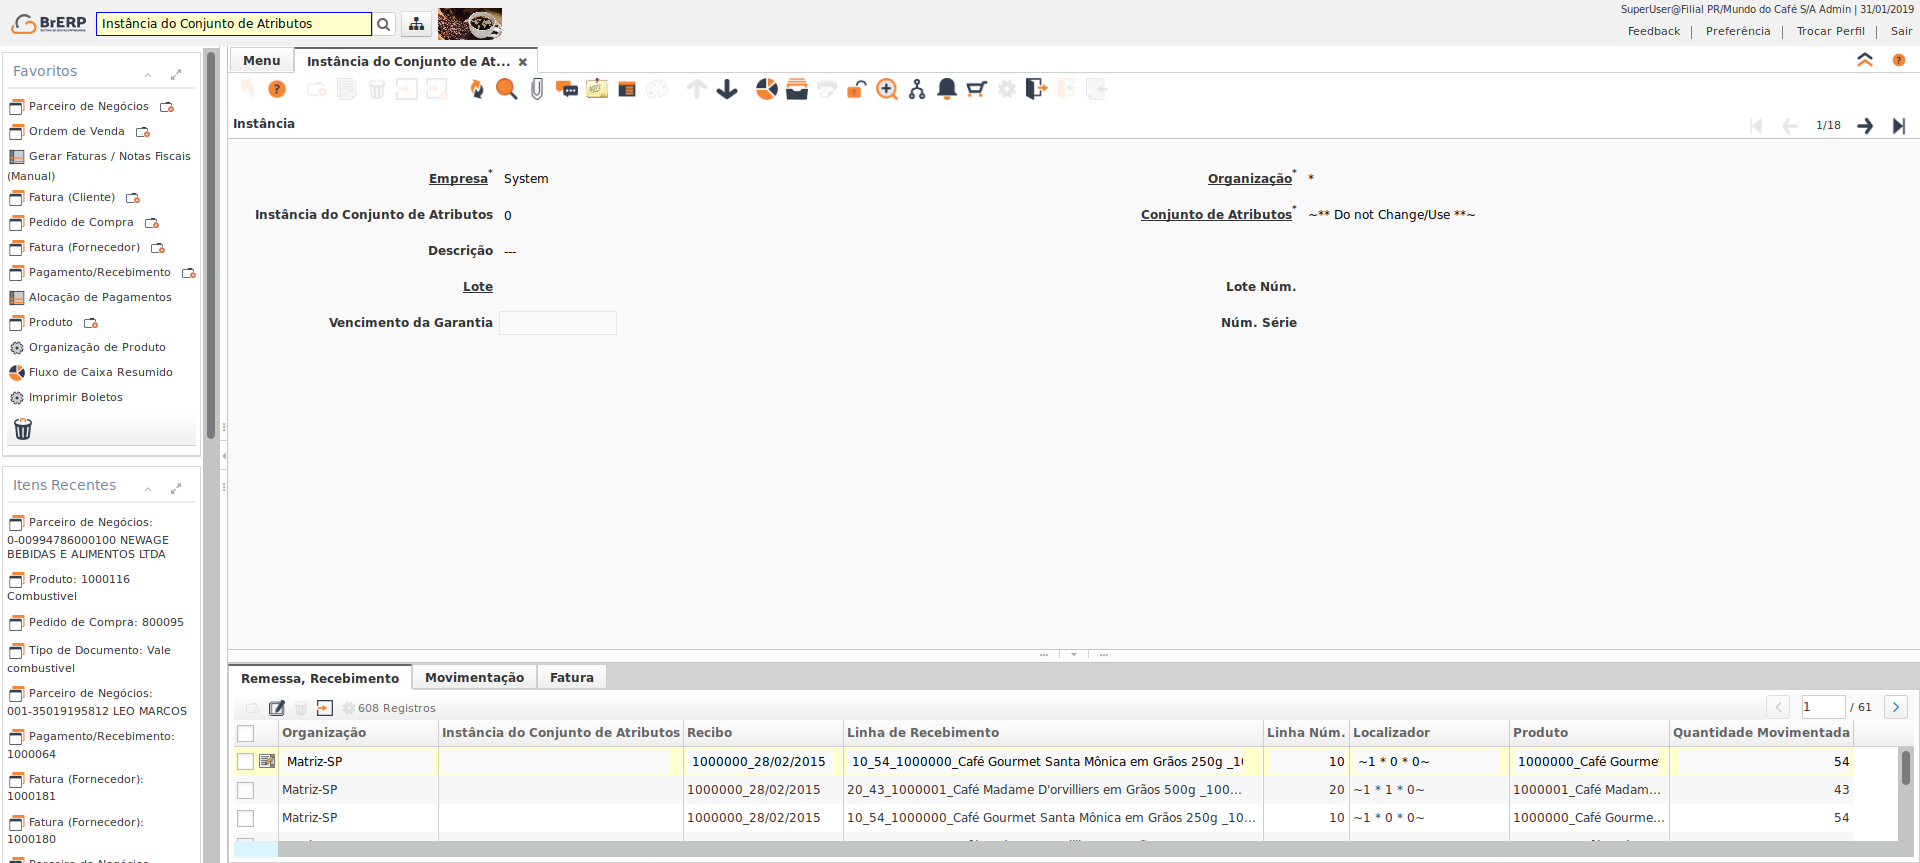 BrERP
Instância do Conjunto de Atributos
SuperUser@Filial PR/Mundo do Café S/A Admin | 31/01/2019
Feedback | Preferência | Trocar Perfil | Sair
Favoritos
Parceiro de Negócios
Ordem de Venda
Gerar Faturas / Notas Fiscais
(Manual)
Fatura (Cliente)
Pedido de Compra
Fatura (Fornecedor)
Pagamento/Recebimento
Alocação de Pagamentos
Produto
Organização de Produto
Fluxo de Caixa Resumido
Imprimir Boletos
Itens Recentes
Parceiro de Negócios:
0-00994786000100 NEWAGE
BEBIDAS E ALIMENTOS LTDA
Produto: 1000116
Combustivel
Pedido de Compra: 800095
Tipo de Documento: Vale
combustivel
Parceiro de Negócios:
001-35019195812 LEO MARCOS
Pagamento/Recebimento:
1000064
Fatura (Fornecedor):
1000181
Fatura (Fornecedor):
1000180
Menu
Instância do Conjunto de At...
Instância
1/18
Empresa* System
Organização* *
Instância do Conjunto de Atributos 0
Conjunto de Atributos* ~** Do not Change/Use **~
Descrição ---
Lote
Lote Núm.
Vencimento da Garantia
Núm. Série
Remessa, Recebimento
Movimentação
Fatura
608 Registros
1 / 61
Organização Instância do Conjunto de Atributos Recibo Linha de Recebimento Linha Núm. Localizador Produto Quantidade Movimentada
Matriz-SP 1000000_28/02/2015 10_54_1000000_Café Gourmet Santa Mônica em Grãos 250g _10 10 ~1 * 0 * 0~ 1000000_Café Gourme 54
Matriz-SP 1000000_28/02/2015 20_43_1000001_Café Madame D'orvilliers em Grãos 500g _100... 20 ~1 * 1 * 0~ 1000001_Café Madam... 43
Matriz-SP 1000000_28/02/2015 10_54_1000000_Café Gourmet Santa Mônica em Grãos 250g _10... 10 ~1 * 0 * 0~ 1000000_Café Gourme... 54